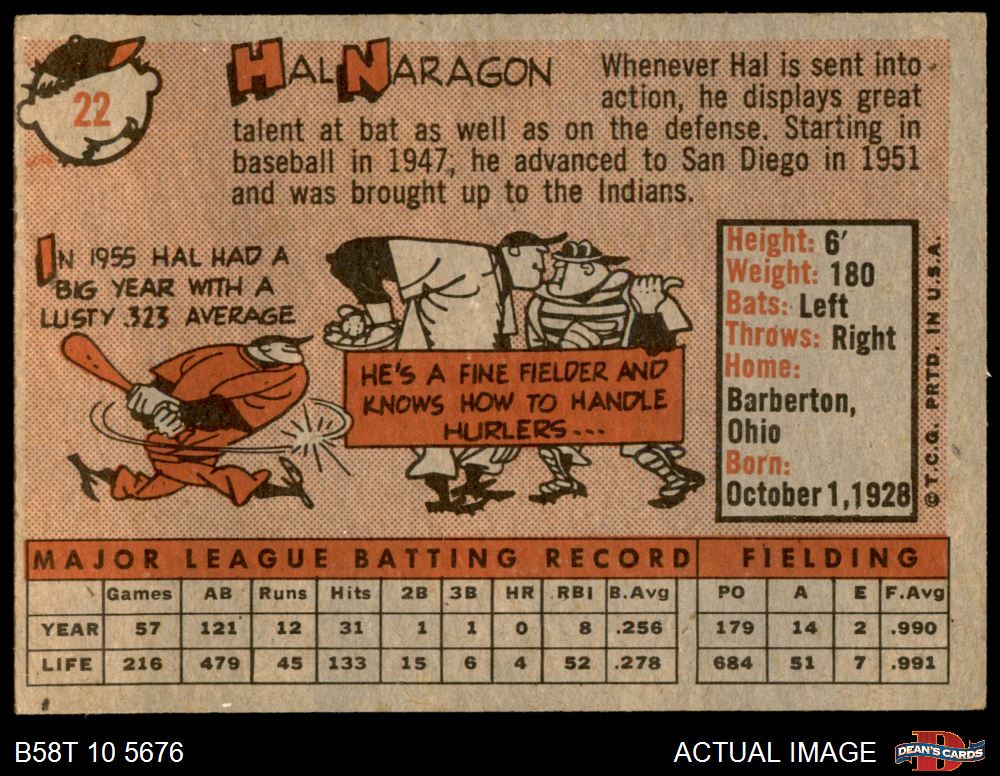 22
HAL NARAGON
Whenever Hal is sent into
action, he displays great
talent at bat as well as on the defense. Starting in
baseball in 1947, he advanced to San Diego in 1951
and was brought up to the Indians.
IN 1955 HAL HAD A
BIG YEAR WITH A
LUSTY .323 AVERAGE
HE'S A FINE FIELDER AND
KNOWS HOW TO HANDLE
HURLERS...
Height: 6'
Weight: 180
Bats: Left
Throws: Right
Home:
Barberton,
Ohio
Born:
October 1, 1928
© T.C.G. PRTD. IN U.S.A.
MAJOR LEAGUE BATTING RECORD FIELDING
Games AB Runs Hits 2B 3B HR RBI B.Avg PO A E F.Avg
YEAR 57 121 12 31 1 1 0 8 .256 179 14 2 .990
LIFE 216 479 45 133 15 6 4 52 .278 684 51 7 .991
B58T 10 5676
ACTUAL IMAGE
DEAN'S CARDS